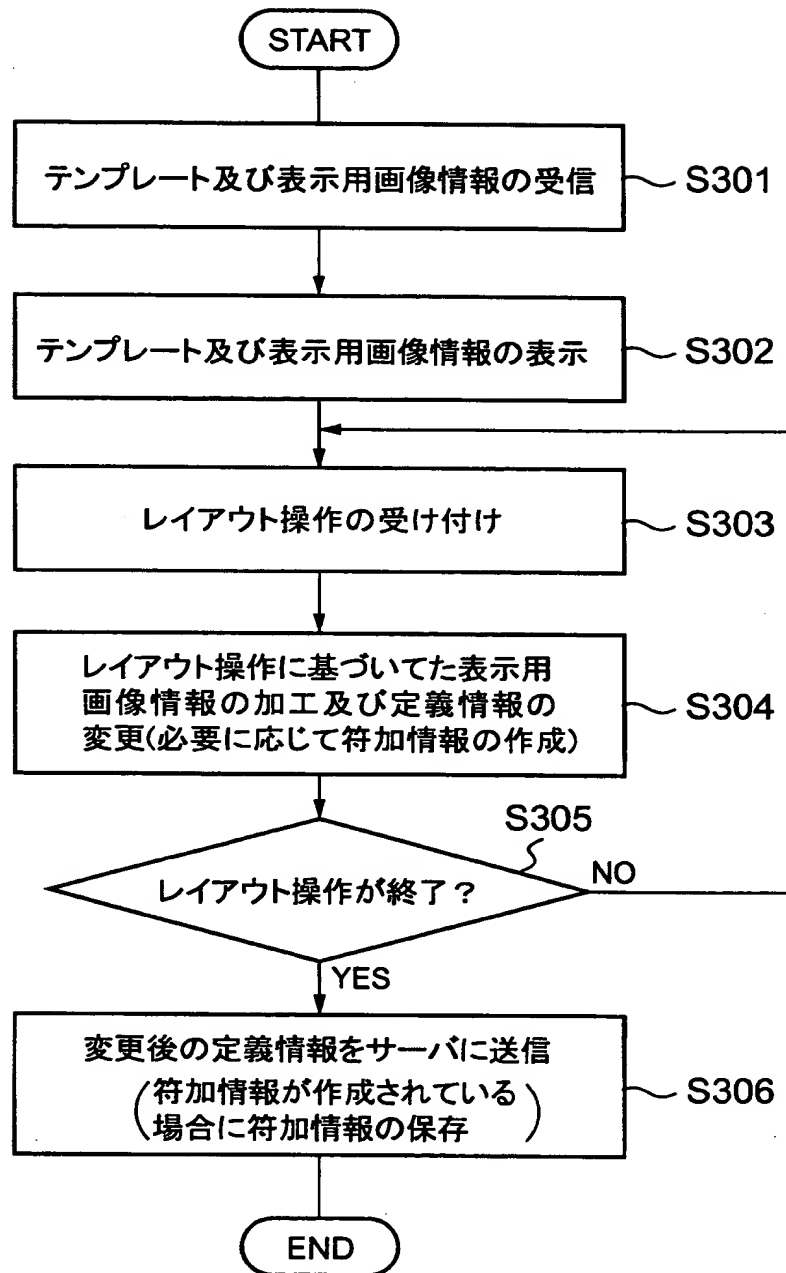 START
テンプレート及び表示用画像情報の受信
S301
テンプレート及び表示用画像情報の表示
S302
レイアウト操作の受け付け
S303
レイアウト操作に基づいてた表示用
画像情報の加工及び定義情報の
変更(必要に応じて符加情報の作成)
S304
S305
レイアウト操作が終了?
NO
YES
変更後の定義情報をサーバに送信
(符加情報が作成されている
場合に符加情報の保存)
S306
END